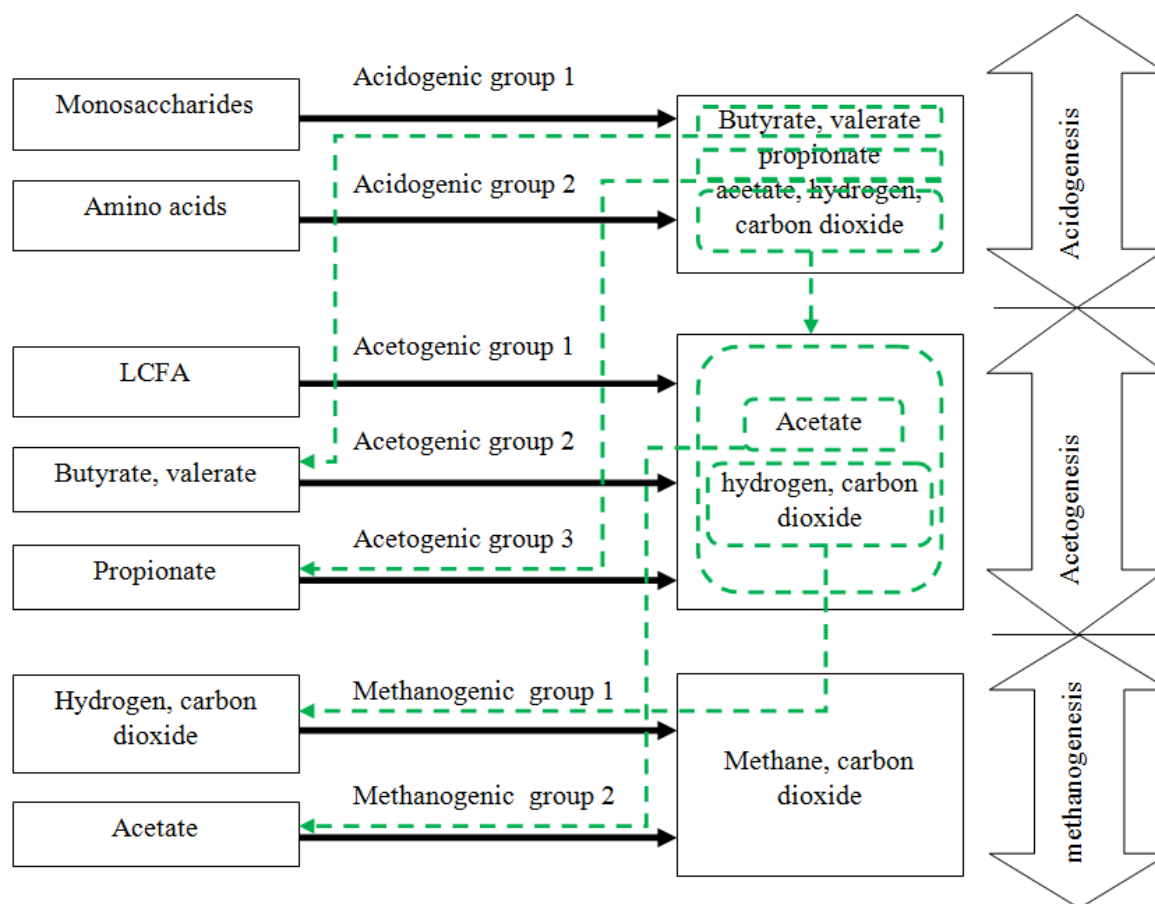 Acidogenic group 1
Monosaccharides
Butyrate, valerate
propionate
acetate, hydrogen,
carbon dioxide
Acidogenic group 2
Amino acids
Acidogenesis
Acetogenic group 1
LCFA
Acetate
Acetogenic group 2
Butyrate, valerate
hydrogen, carbon
dioxide
Acetogenic group 3
Propionate
Acetogenesis
Methanogenic group 1
Hydrogen, carbon
dioxide
Methane, carbon
dioxide
Methanogenic group 2
Acetate
methanogenesis